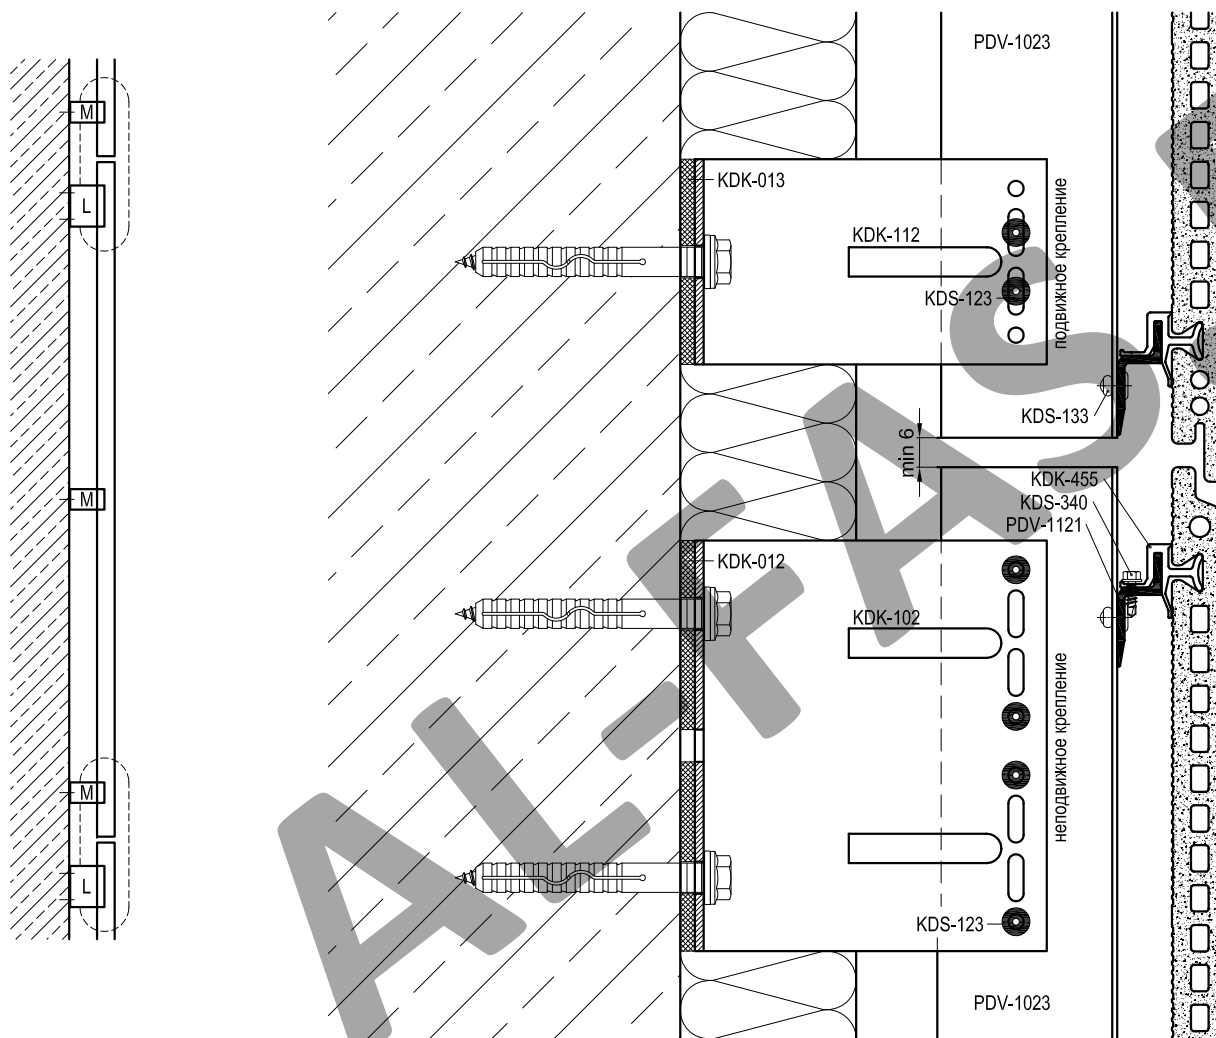 PDV-1023
M
L
M
M
L
KDK-013
KDK-112
KDS-123
подвижное крепление
KDS-133
min 6
KDK-455
KDS-340
PDV-1121
KDK-012
KDK-102
неподвижное крепление
KDS-123
PDV-1023
AL-FAS